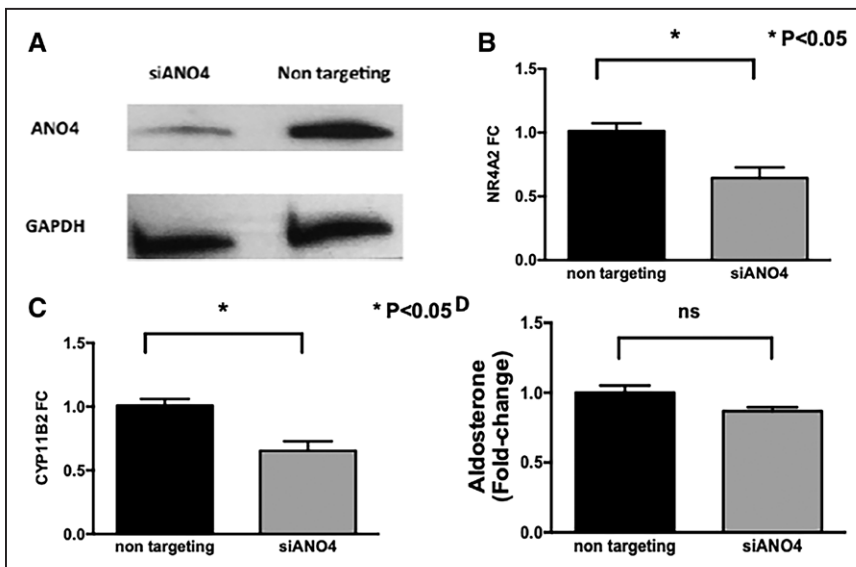 A
siANO4 Non targeting
ANO4
GAPDH
B
* * P<0.05
1.5
1.0
0.5
0.0
NR4A2 FC
non targeting siANO4
C
* * P<0.05
1.5
1.0
0.5
0.0
CYP11B2 FC
non targeting siANO4
D
ns
1.5
1.0
0.5
0.0
Aldosterone
(Fold-change)
non targeting siANO4